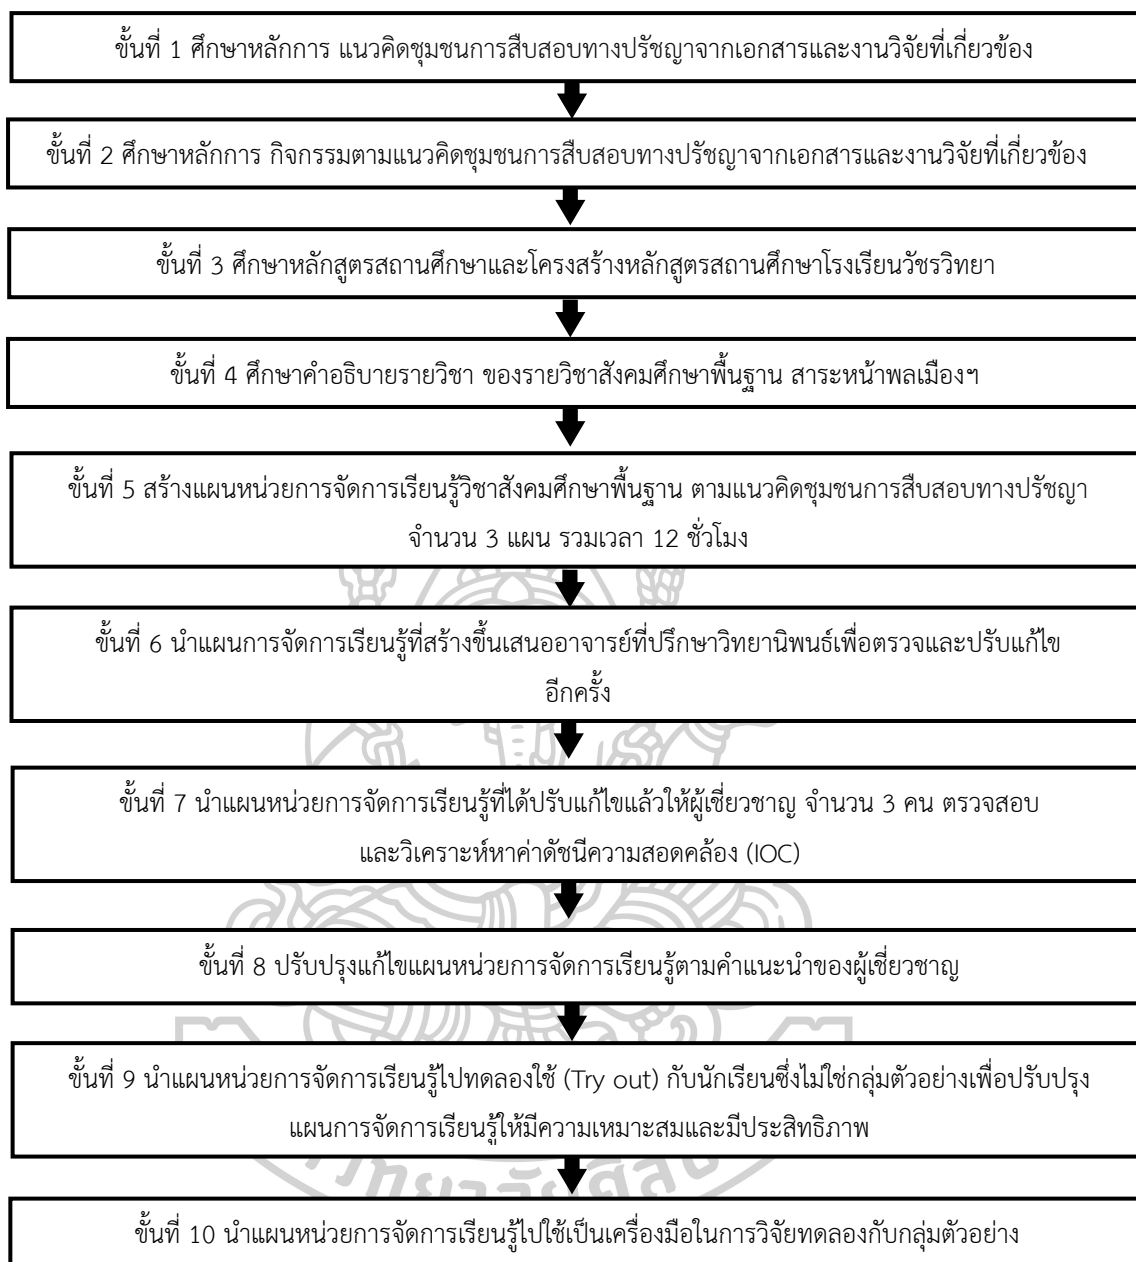 ขั้นที่ 1 ศึกษาหลักการ แนวคิดชุมชนการสืบสอบทางปรัชญาจากเอกสารและงานวิจัยที่เกี่ยวข้อง
ขั้นที่ 2 ศึกษาหลักการ กิจกรรมตามแนวคิดชุมชนการสืบสอบทางปรัชญาจากเอกสารและงานวิจัยที่เกี่ยวข้อง
ขั้นที่ 3 ศึกษาหลักสูตรสถานศึกษาและโครงสร้างหลักสูตรสถานศึกษาโรงเรียนวัชรวิทยา
ขั้นที่ 4 ศึกษาคำอธิบายรายวิชา ของรายวิชาสังคมศึกษาพื้นฐาน สาระหน้าพลเมืองฯ
ขั้นที่ 5 สร้างแผนหน่วยการจัดการเรียนรู้วิชาสังคมศึกษาพื้นฐาน ตามแนวคิดชุมชนการสืบสอบทางปรัชญา
จำนวน 3 แผน รวมเวลา 12 ชั่วโมง
ขั้นที่ 6 นำแผนการจัดการเรียนรู้ที่สร้างขึ้นเสนออาจารย์ที่ปรึกษาวิทยานิพนธ์เพื่อตรวจและปรับแก้ไข
อีกครั้ง
ขั้นที่ 7 นำแผนหน่วยการจัดการเรียนรู้ที่ได้ปรับแก้ไขแล้วให้ผู้เชี่ยวชาญ จำนวน 3 คน ตรวจสอบ
และวิเคราะห์หาค่าดัชนีความสอดคล้อง (IOC)
ขั้นที่ 8 ปรับปรุงแก้ไขแผนหน่วยการจัดการเรียนรู้ตามคำแนะนำของผู้เชี่ยวชาญ
ขั้นที่ 9 นำแผนหน่วยการจัดการเรียนรู้ไปทดลองใช้ (Try out) กับนักเรียนซึ่งไม่ใช่กลุ่มตัวอย่างเพื่อปรับปรุง
แผนการจัดการเรียนรู้ให้มีความเหมาะสมและมีประสิทธิภาพ
ขั้นที่ 10 นำแผนหน่วยการจัดการเรียนรู้ไปใช้เป็นเครื่องมือในการวิจัยทดลองกับกลุ่มตัวอย่าง